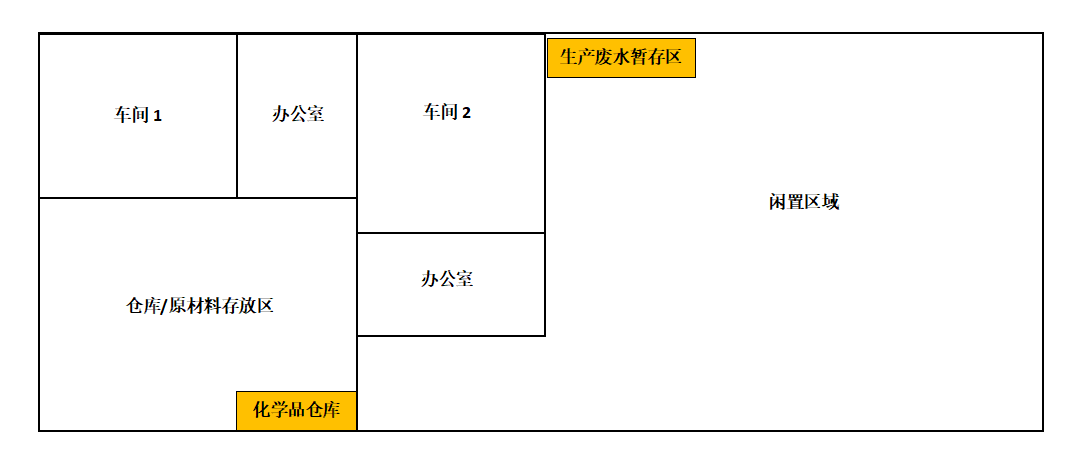 生产废水暂存区
车间 1
办公室
车间 2
闲置区域
办公室
仓库/原材料存放区
化学品仓库